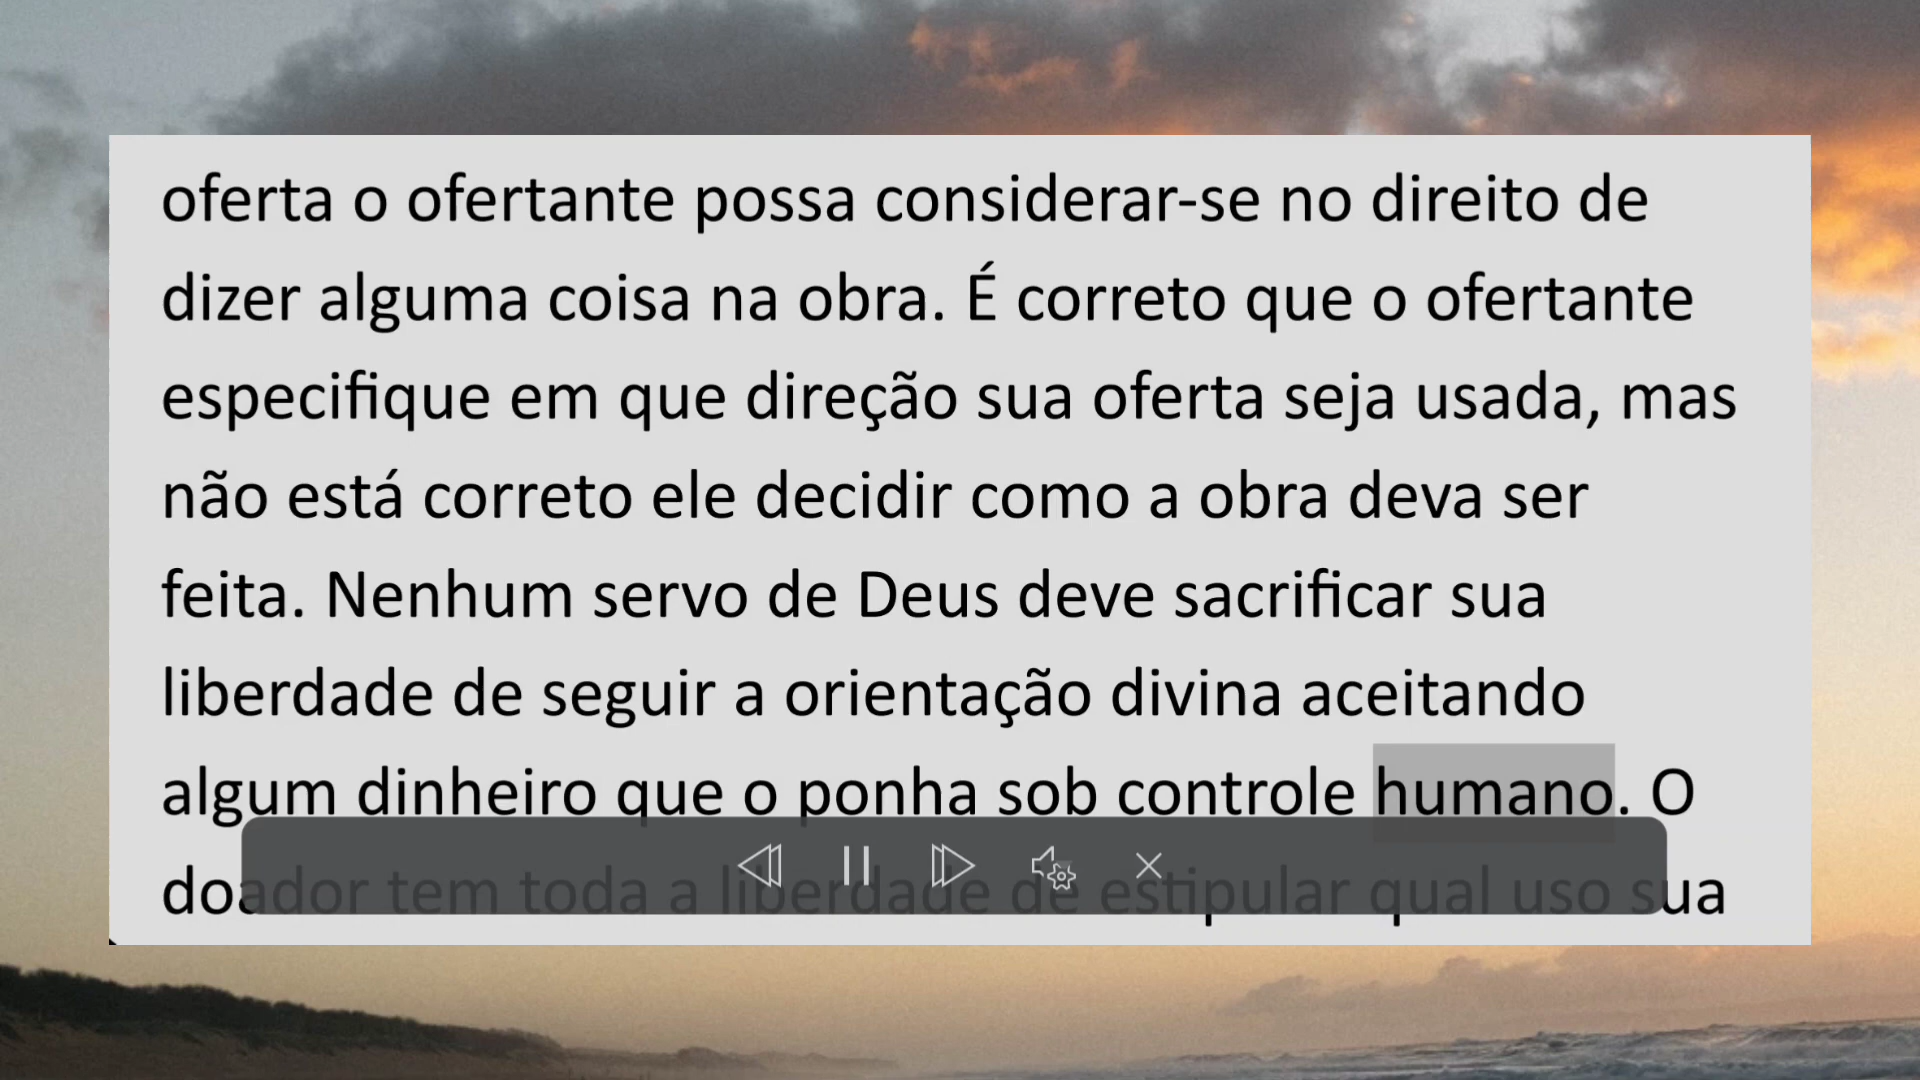 oferta o ofertante possa considerar-se no direito de
dizer alguma coisa na obra. É correto que o ofertante
especifique em que direção sua oferta seja usada, mas
não está correto ele decidir como a obra deva ser
feita. Nenhum servo de Deus deve sacrificar sua
liberdade de seguir a orientação divina aceitando
algum dinheiro que o ponha sob controle humano. O
doador tem toda a liberdade de estipular qual uso sua